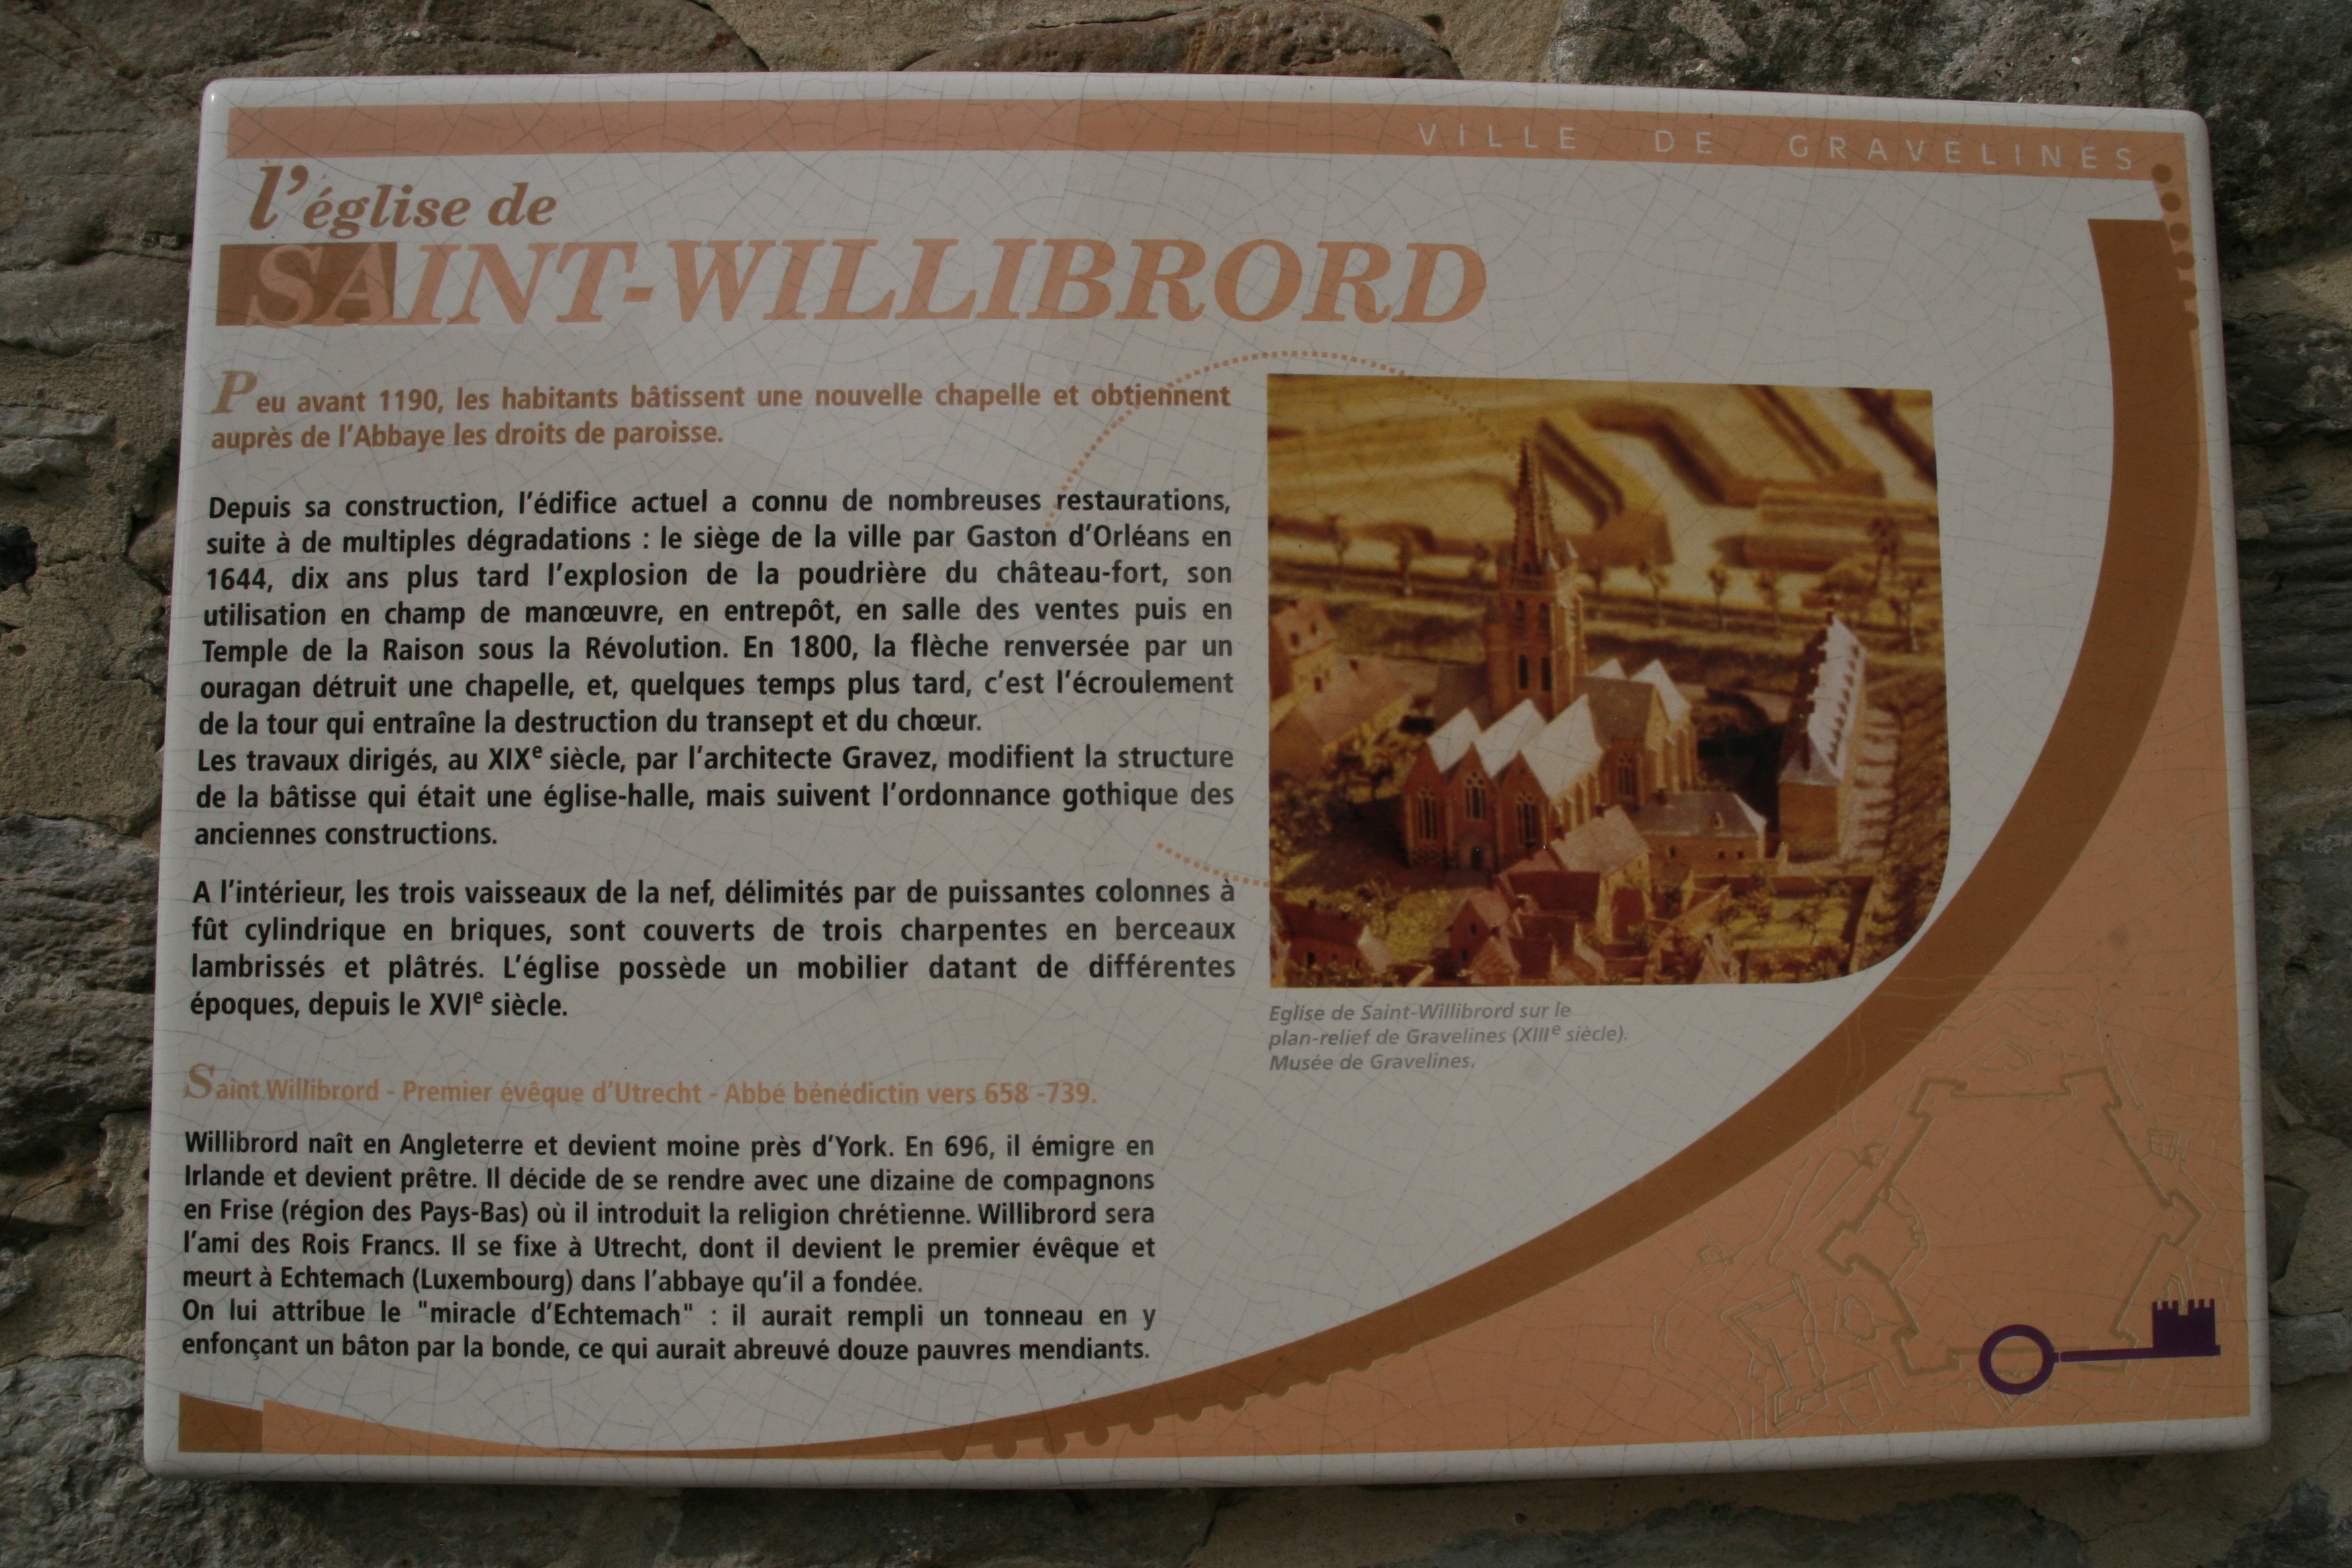 VILLE DE GRAVELINES
l'église de
SAINT-WILLIBRORD
Peu avant 1190, les habitants bâtissent une nouvelle chapelle et obtiennent
auprès de l'Abbaye les droits de paroisse.
Depuis sa construction, l'édifice actuel a connu de nombreuses restaurations,
suite à de multiples dégradations : le siège de la ville par Gaston d'Orléans en
1644, dix ans plus tard l'explosion de la poudrière du château-fort, son
utilisation en champ de manœuvre, en entrepôt, en salle des ventes puis en
Temple de la Raison sous la Révolution. En 1800, la flèche renversée par un
ouragan détruit une chapelle, et, quelques temps plus tard, c'est l'écroulement
de la tour qui entraîne la destruction du transept et du chœur.
Les travaux dirigés, au XIXe siècle, par l'architecte Gravez, modifient la structure
de la bâtisse qui était une église-halle, mais suivent l'ordonnance gothique des
anciennes constructions.
A l'intérieur, les trois vaisseaux de la nef, délimités par de puissantes colonnes à
fût cylindrique en briques, sont couverts de trois charpentes en berceaux
lambrissés et plâtrés. L'église possède un mobilier datant de différentes
époques, depuis le XVIe siècle.
Eglise de Saint-Willibrord sur le
plan-relief de Gravelines (XIIIe siècle).
Musée de Gravelines.
Saint Willibrord - Premier évêque d'Utrecht - Abbé bénédictin vers 658 -739.
Willibrord naît en Angleterre et devient moine près d'York. En 696, il émigre en
Irlande et devient prêtre. Il décide de se rendre avec une dizaine de compagnons
en Frise (région des Pays-Bas) où il introduit la religion chrétienne. Willibrord sera
l'ami des Rois Francs. Il se fixe à Utrecht, dont il devient le premier évêque et
meurt à Echtemach (Luxembourg) dans l'abbaye qu'il a fondée.
On lui attribue le "miracle d'Echtemach" : il aurait rempli un tonneau en y
enfonçant un bâton par la bonde, ce qui aurait abreuvé douze pauvres mendiants.